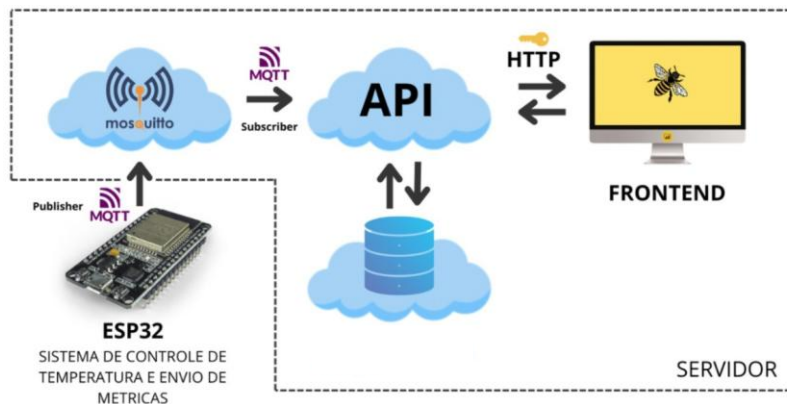 MQTT
HTTP
mosquitto
Subscriber
API
Publisher
MQTT
FRONTEND
ESP32
SISTEMA DE CONTROLE DE
TEMPERATURA E ENVIO DE
METRICAS
SERVIDOR